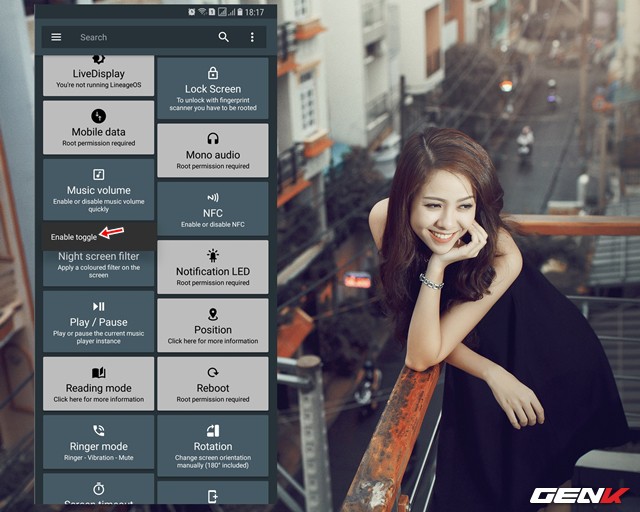 18:17
Search
LiveDisplay
You're not running LineageOS
Lock Screen
To unlock with fingerprint
scanner you have to be rooted
Mobile data
Root permission required
Mono audio
Root permission required
Music volume
Enable or disable music volume
quickly
NFC
Enable or disable NFC
Enable toggle
Night screen filter
Apply a coloured filter on the
screen
Notification LED
Root permission required
Play / Pause
Play or pause the current music
player instance
Position
Click here for more information
Reading mode
Click here for more information
Reboot
Root permission required
Ringer mode
Ringer - Vibration - Mute
Rotation
Change screen orientation
manually (180° included)
Screen timeout
GENK